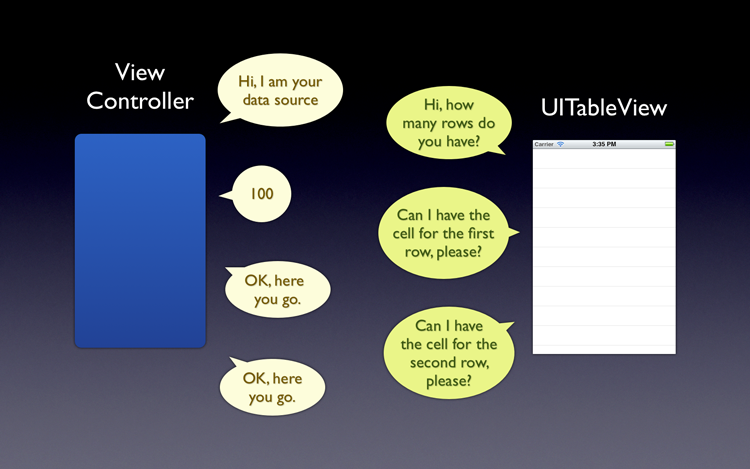 View
Controller
Hi, I am your
data source
Hi, how
many rows do
you have?
UITableView
Carrier
3:35 PM
100
Can I have the
cell for the first
row, please?
OK, here
you go.
Can I have
the cell for the
second row,
please?
OK, here
you go.